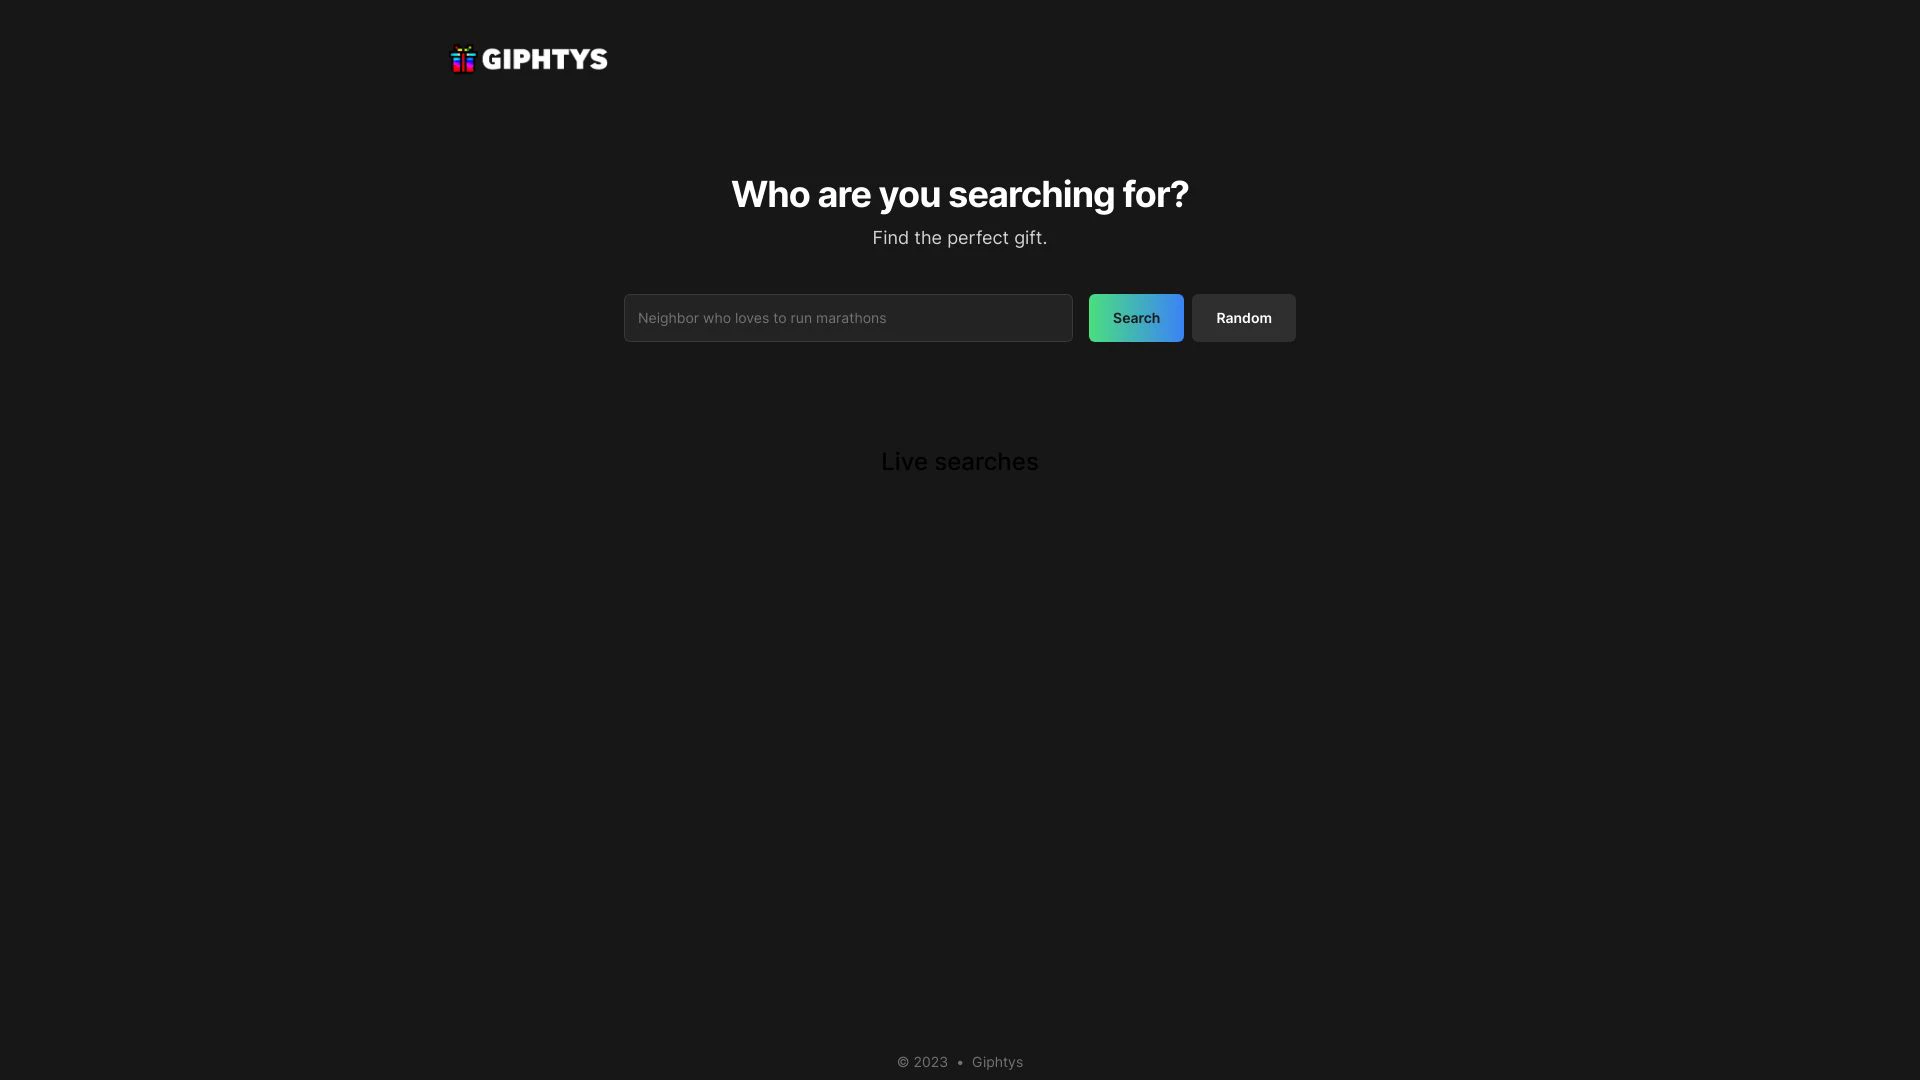 GIPHTYS
Who are you searching for?
Find the perfect gift.
Neighbor who loves to run marathons
Search
Random
Live searches
© 2023 • Giphtys